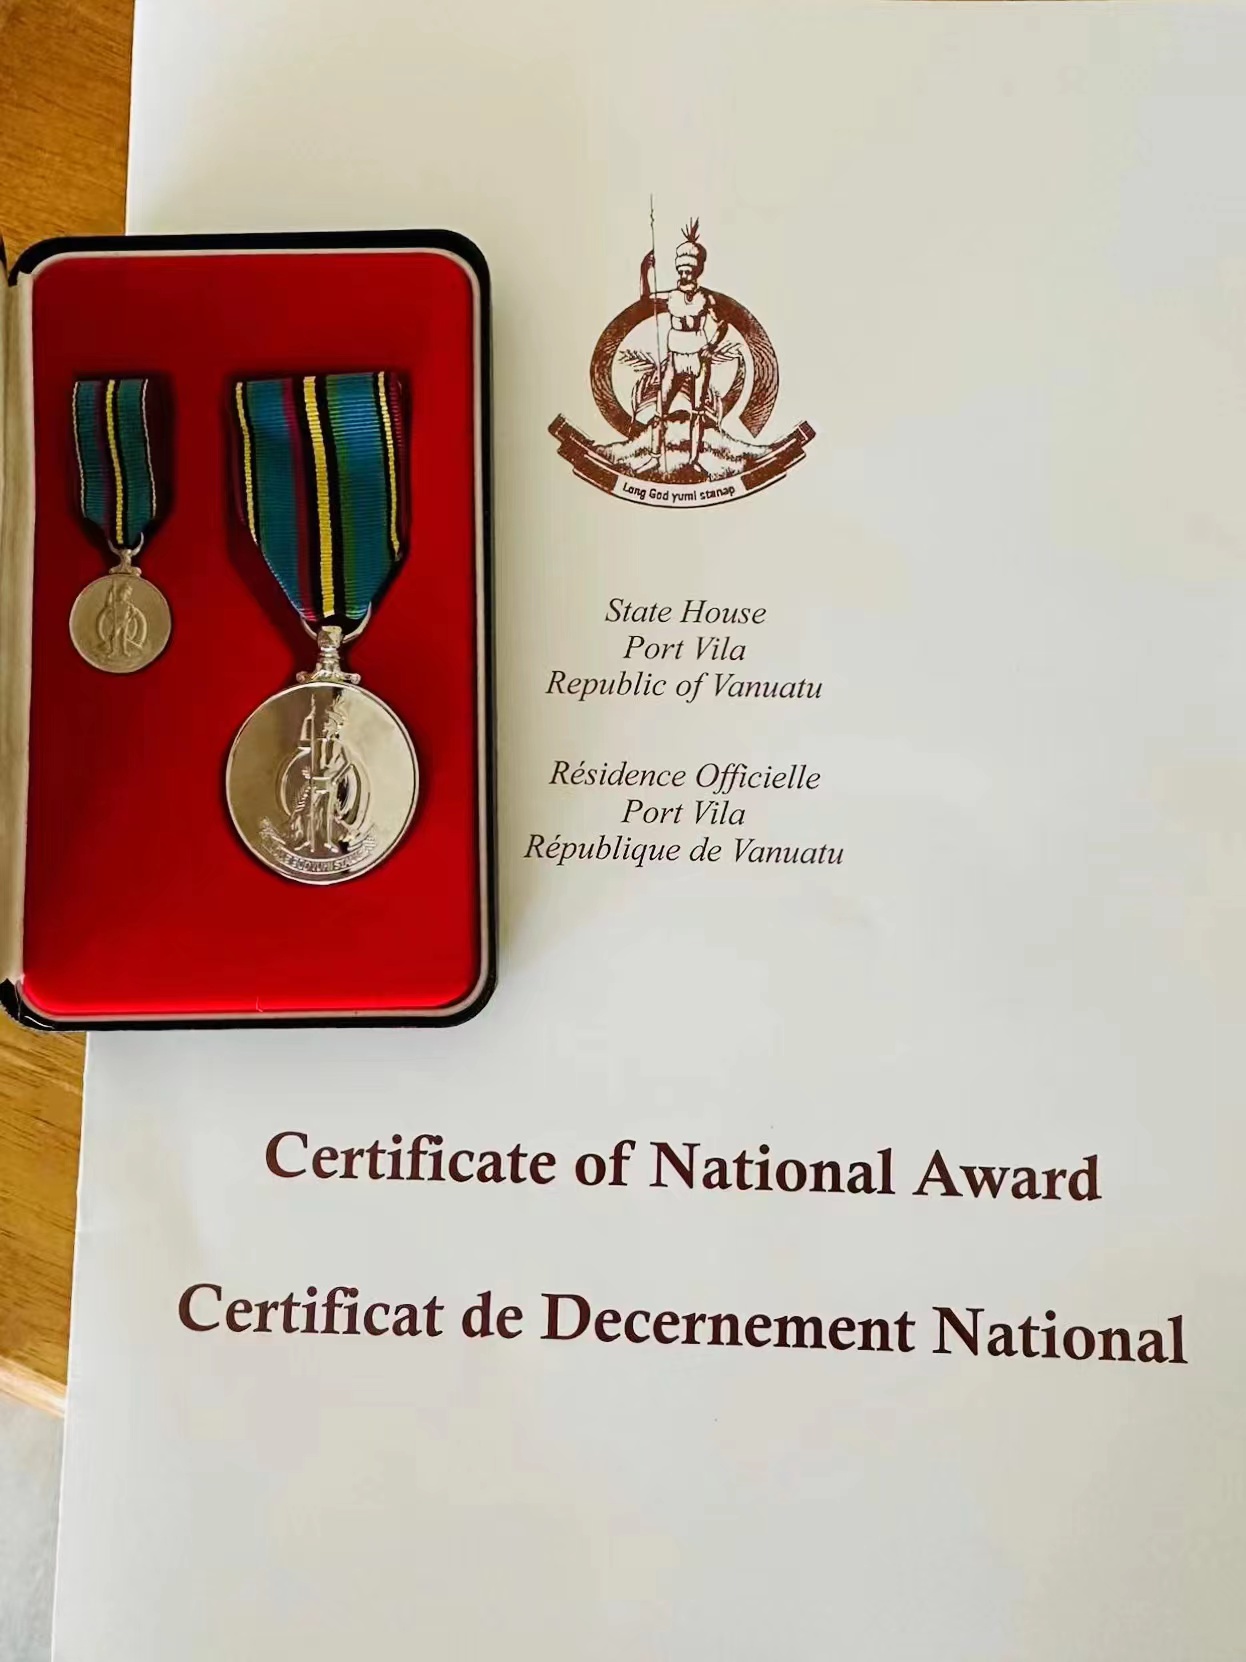 Long God yumi stanap
State House
Port Vila
Republic of Vanuatu
Résidence Officielle
Port Vila
République de Vanuatu
Certificate of National Award
Certificat de Decernement National